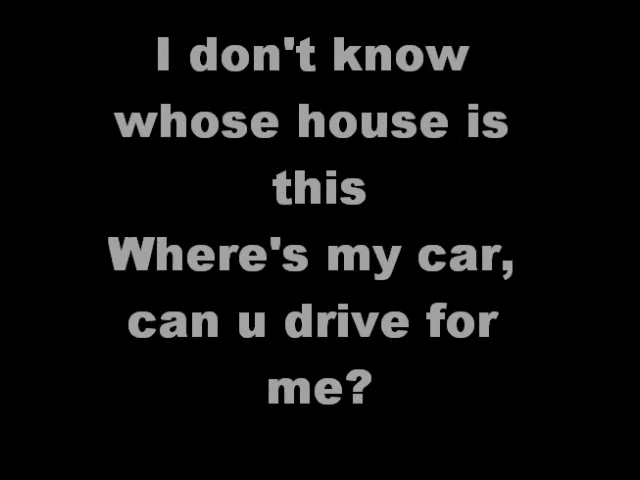 I don't know
whose house is
this
Where's my car,
can u drive for
me?